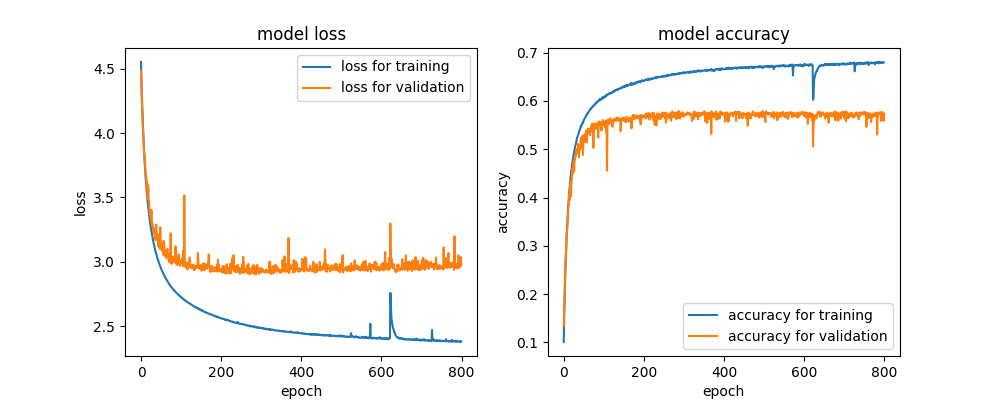 model loss
4.5
4.0
3.5
3.0
2.5
loss
0
200
400
600
800
epoch
loss for training
loss for validation
model accuracy
0.7
0.6
0.5
0.4
0.3
0.2
0.1
accuracy
0
200
400
600
800
epoch
accuracy for training
accuracy for validation